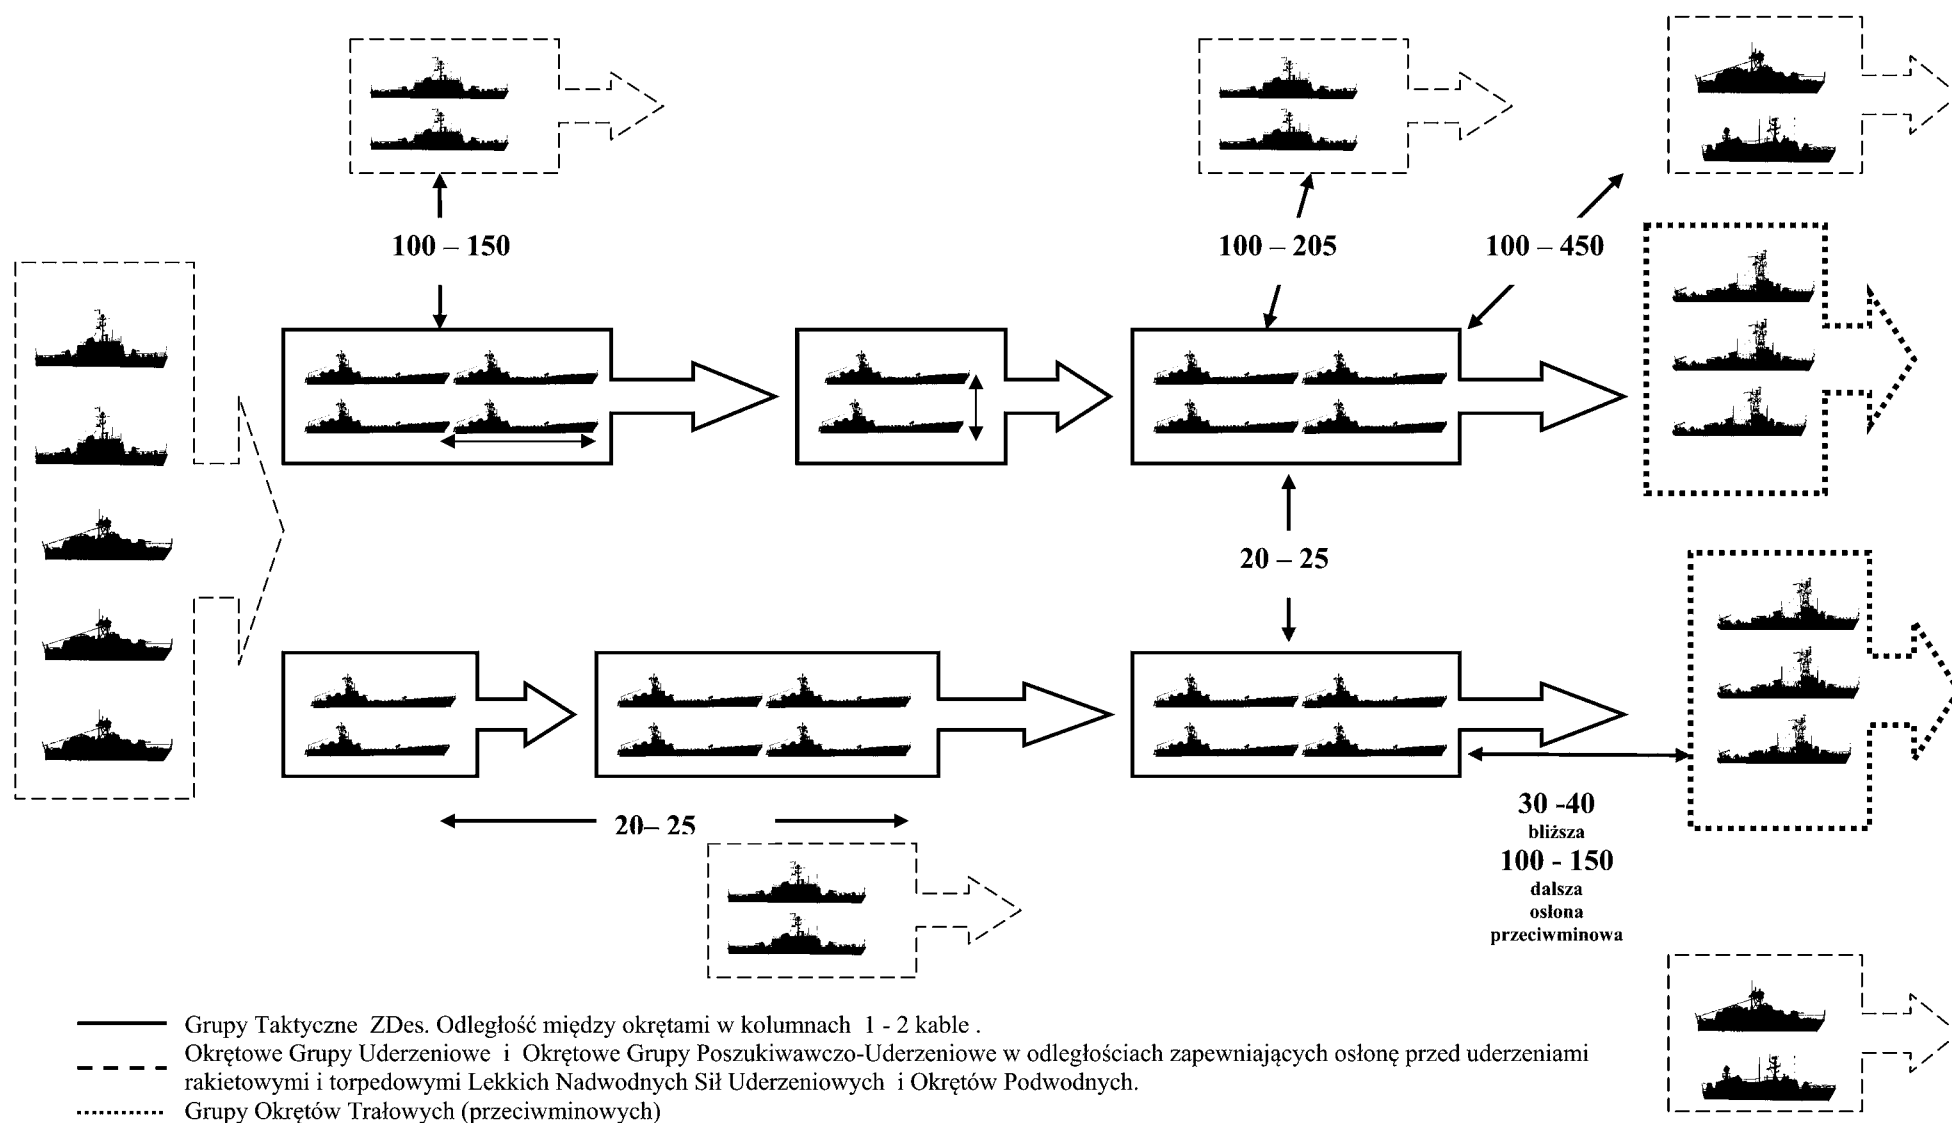 100 – 150
100 – 205
100 – 450
20 – 25
20– 25
30 -40
bliższa
100 - 150
dalsza
osłona
przeciwminowa
Grupy Taktyczne ZDes. Odległość między okrętami w kolumnach 1 - 2 kable .
Okrętowe Grupy Uderzeniowe i Okrętowe Grupy Poszukiwawczo-Uderzeniowe w odległościach zapewniających osłonę przed uderzeniami
rakietowymi i torpedowymi Lekkich Nadwodnych Sił Uderzeniowych i Okrętów Podwodnych.
Grupy Okrętów Trałowych (przeciwminowych)